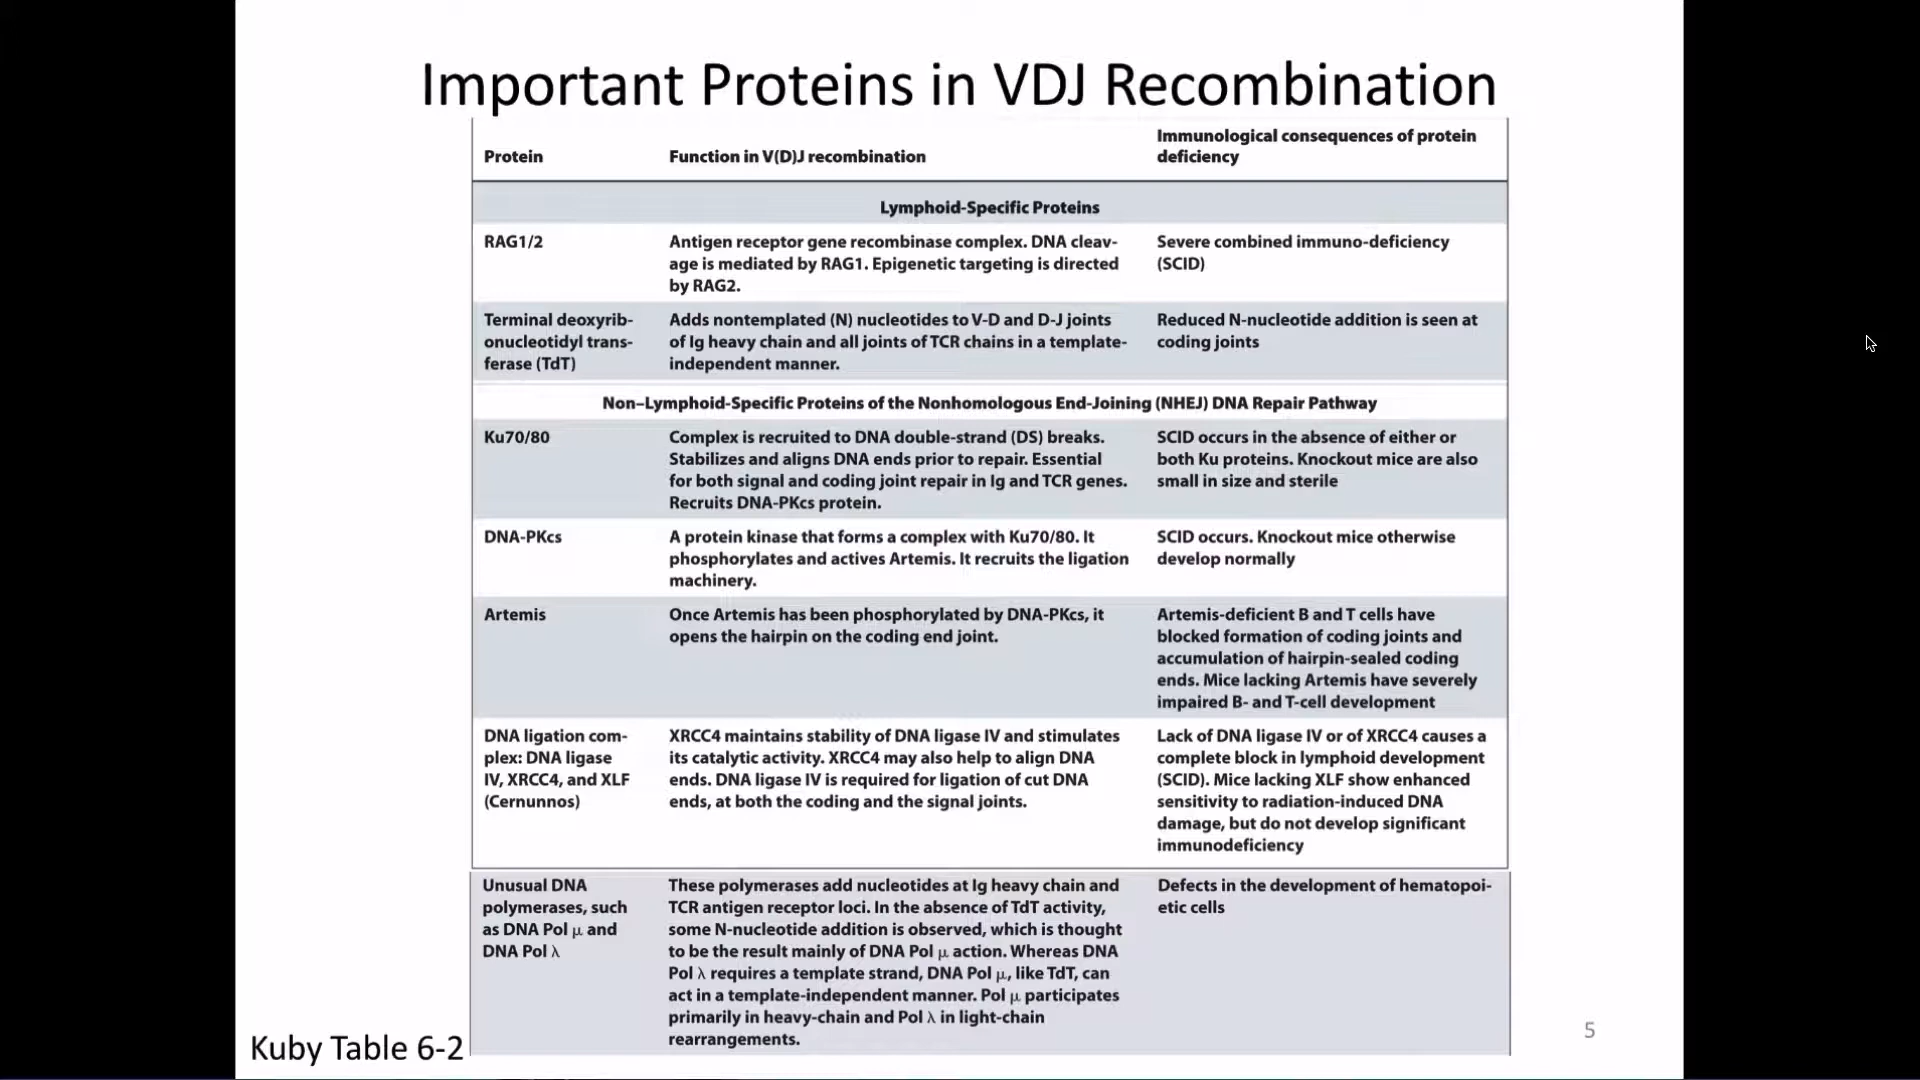 Important Proteins in VDJ Recombination
Protein
Function in V(D)J recombination
Immunological consequences of protein
deficiency
Lymphoid-Specific Proteins
RAG1/2
Antigen receptor gene recombinase complex. DNA cleav-
age is mediated by RAG1. Epigenetic targeting is directed
by RAG2.
Severe combined immuno-deficiency
(SCID)
Terminal deoxyrib-
onucleotidyl trans-
ferase (TdT)
Adds nontemplated (N) nucleotides to V-D and D-J joints
of Ig heavy chain and all joints of TCR chains in a template-
independent manner.
Reduced N-nucleotide addition is seen at
coding joints
Non–Lymphoid-Specific Proteins of the Nonhomologous End-Joining (NHEJ) DNA Repair Pathway
Ku70/80
Complex is recruited to DNA double-strand (DS) breaks.
Stabilizes and aligns DNA ends prior to repair. Essential
for both signal and coding joint repair in Ig and TCR genes.
Recruits DNA-PKcs protein.
SCID occurs in the absence of either or
both Ku proteins. Knockout mice are also
small in size and sterile
DNA-PKcs
A protein kinase that forms a complex with Ku70/80. It
phosphorylates and actives Artemis. It recruits the ligation
machinery.
SCID occurs. Knockout mice otherwise
develop normally
Artemis
Once Artemis has been phosphorylated by DNA-PKcs, it
opens the hairpin on the coding end joint.
Artemis-deficient B and T cells have
blocked formation of coding joints and
accumulation of hairpin-sealed coding
ends. Mice lacking Artemis have severely
impaired B- and T-cell development
DNA ligation com-
plex: DNA ligase
IV, XRCC4, and XLF
(Cernunnos)
XRCC4 maintains stability of DNA ligase IV and stimulates
its catalytic activity. XRCC4 may also help to align DNA
ends. DNA ligase IV is required for ligation of cut DNA
ends, at both the coding and the signal joints.
Lack of DNA ligase IV or of XRCC4 causes a
complete block in lymphoid development
(SCID). Mice lacking XLF show enhanced
sensitivity to radiation-induced DNA
damage, but do not develop significant
immunodeficiency
Unusual DNA
polymerases, such
as DNA Pol μ and
DNA Pol λ
These polymerases add nucleotides at Ig heavy chain and
TCR antigen receptor loci. In the absence of TdT activity,
some N-nucleotide addition is observed, which is thought
to be the result mainly of DNA Pol μ action. Whereas DNA
Pol λ requires a template strand, DNA Pol μ, like TdT, can
act in a template-independent manner. Pol μ participates
primarily in heavy-chain and Pol λ in light-chain
rearrangements.
Defects in the development of hematopoi-
etic cells
Kuby Table 6-2
5